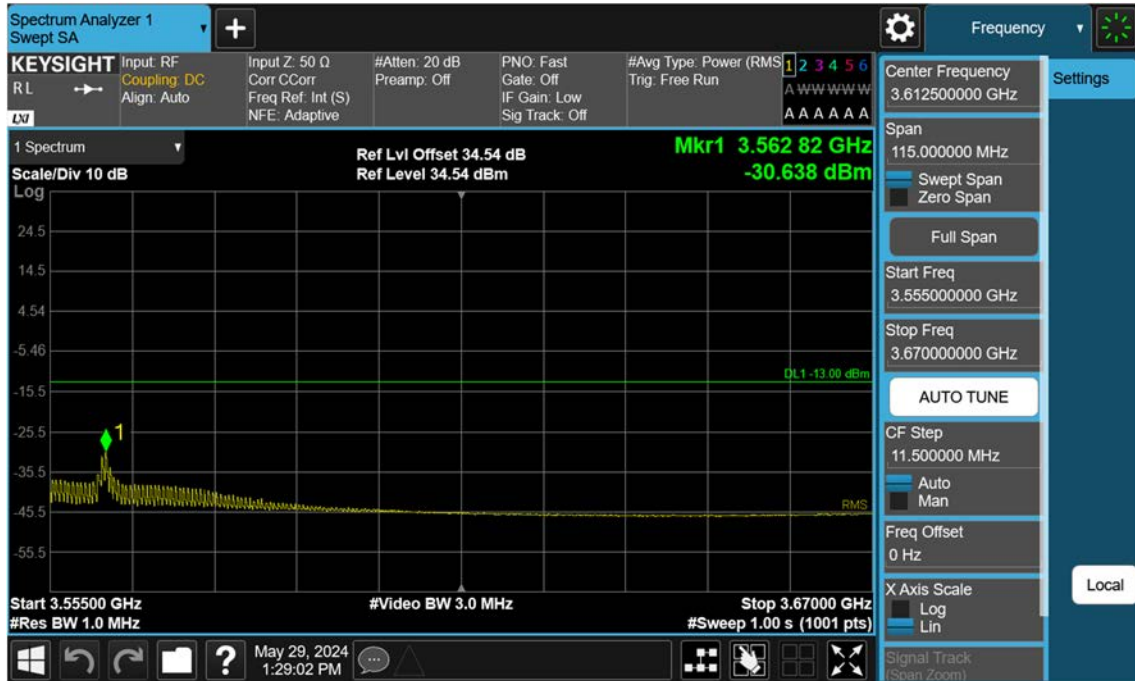 Spectrum Analyzer 1
Swept SA
Frequency
KEYSIGHT
R L
LXI
Input: RF
Coupling: DC
Align: Auto
Input Z: 50 Ω
Corr CCorr
Freq Ref: Int (S)
NFE: Adaptive
#Atten: 20 dB
Preamp: Off
PNO: Fast
Gate: Off
IF Gain: Low
Sig Track: Off
#Avg Type: Power (RMS
Trig: Free Run
1 2 3 4 5 6
A W W W W W
A A A A A A
1 Spectrum
Scale/Div 10 dB
Ref Lvl Offset 34.54 dB
Ref Level 34.54 dBm
Mkr1 3.562 82 GHz
-30.638 dBm
Log
24.5
14.5
4.54
-5.46
-15.5
-25.5
-35.5
-45.5
-55.5
DL1 -13.00 dBm
1
RMS
Start 3.55500 GHz
#Res BW 1.0 MHz
#Video BW 3.0 MHz
Stop 3.67000 GHz
#Sweep 1.00 s (1001 pts)
Center Frequency
3.612500000 GHz
Span
115.000000 MHz
Swept Span
Zero Span
Full Span
Start Freq
3.555000000 GHz
Stop Freq
3.670000000 GHz
AUTO TUNE
CF Step
11.500000 MHz
Auto
Man
Freq Offset
0 Hz
X Axis Scale
Log
Lin
Signal Track
(Span Zoom)
Settings
Local
?
May 29, 2024
1:29:02 PM